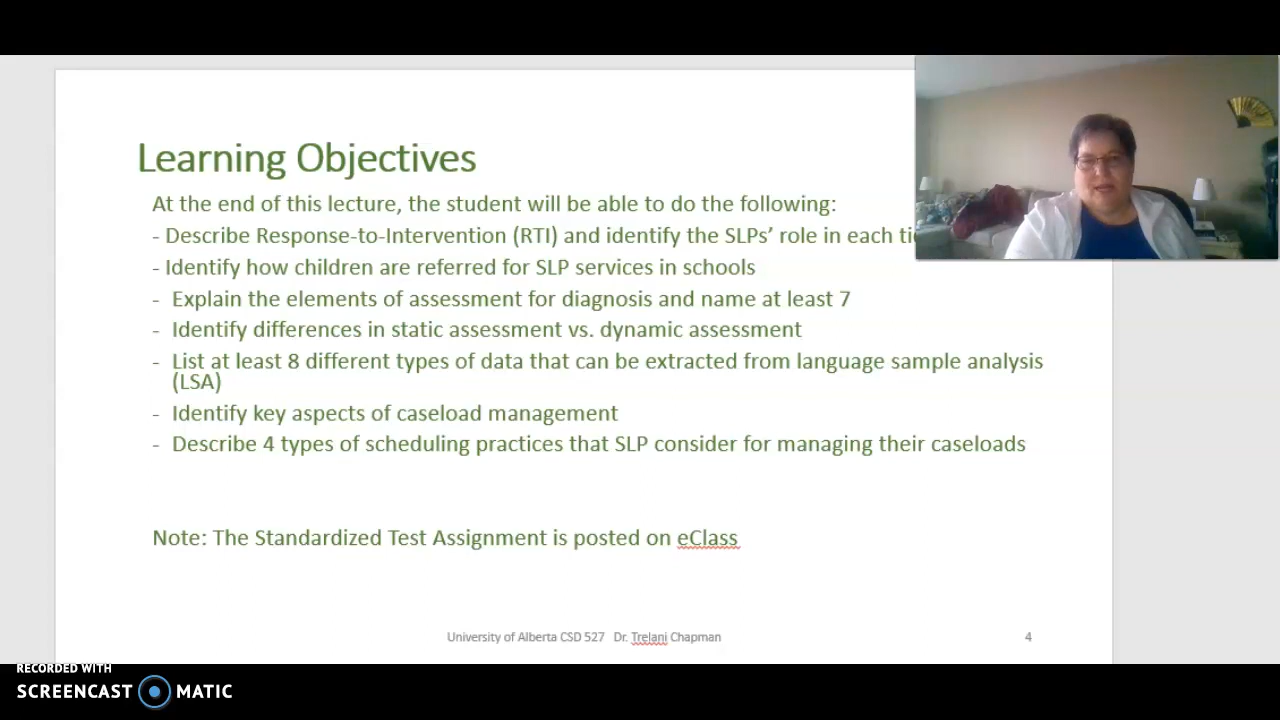 Learning Objectives
At the end of this lecture, the student will be able to do the following:
- Describe Response-to-Intervention (RTI) and identify the SLPs' role in each
- Identify how children are referred for SLP services in schools
- Explain the elements of assessment for diagnosis and name at least 7
- Identify differences in static assessment vs. dynamic assessment
- List at least 8 different types of data that can be extracted from language sample analysis
(LSA)
- Identify key aspects of caseload management
- Describe 4 types of scheduling practices that SLP consider for managing their caseloads
Note: The Standardized Test Assignment is posted on eClass
University of Alberta CSD 527 Dr. Trelani Chapman
4
RECORDED WITH
SCREENCAST MATIC